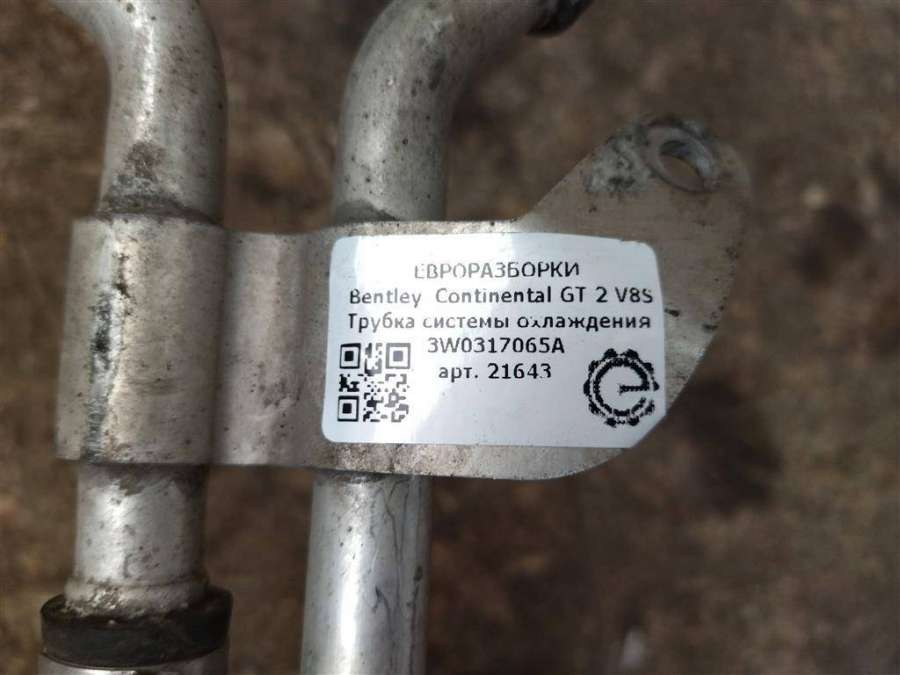 ЕВРОРАЗБОРКИ
Bentley Continental GT 2 V8S
Трубка системы охлаждения
3W0317065A
арт. 21643